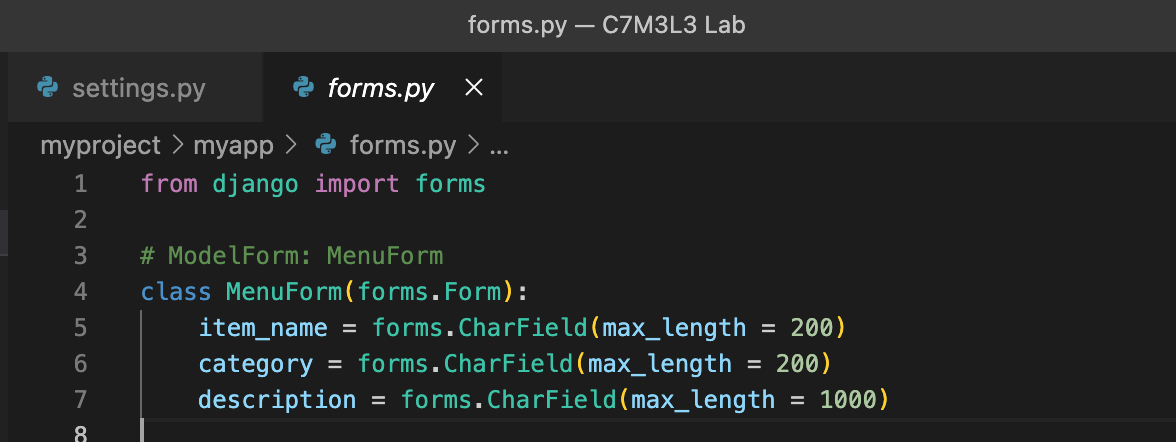 forms.py — C7M3L3 Lab
settings.py forms.py
myproject > myapp > forms.py > ...
1 from django import forms
2
3 # ModelForm: MenuForm
4 class MenuForm(forms.Form):
5     item_name = forms.CharField(max_length = 200)
6     category = forms.CharField(max_length = 200)
7     description = forms.CharField(max_length = 1000)
8